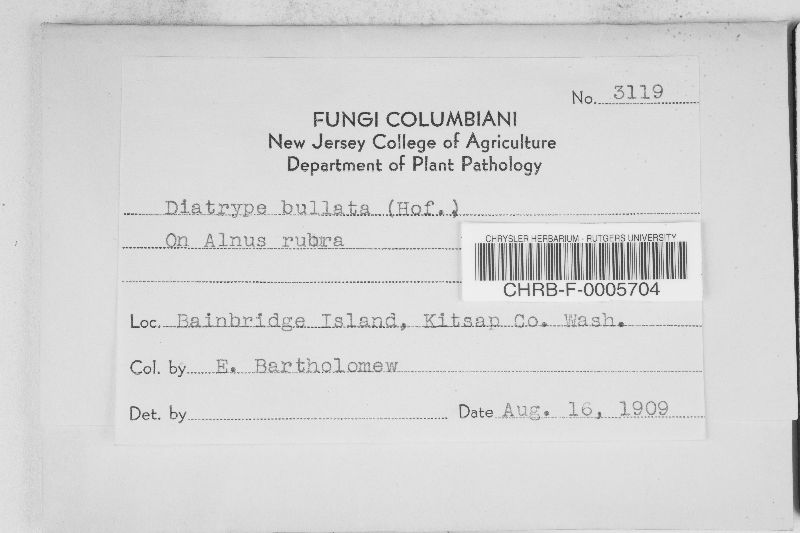 No. 3119
FUNGI COLUMBIANI
New Jersey College of Agriculture
Department of Plant Pathology
Diatrype bullata (Hof.)
On Alnus rubra
CHRYSLER HERBARIUM - RUTGERS UNIVERSITY
CHRB-F-0005704
Loc. Bainbridge Island, Kitsap Co. Wash.
Col. by E. Bartholomew
Det. by
Date Aug. 16, 1909